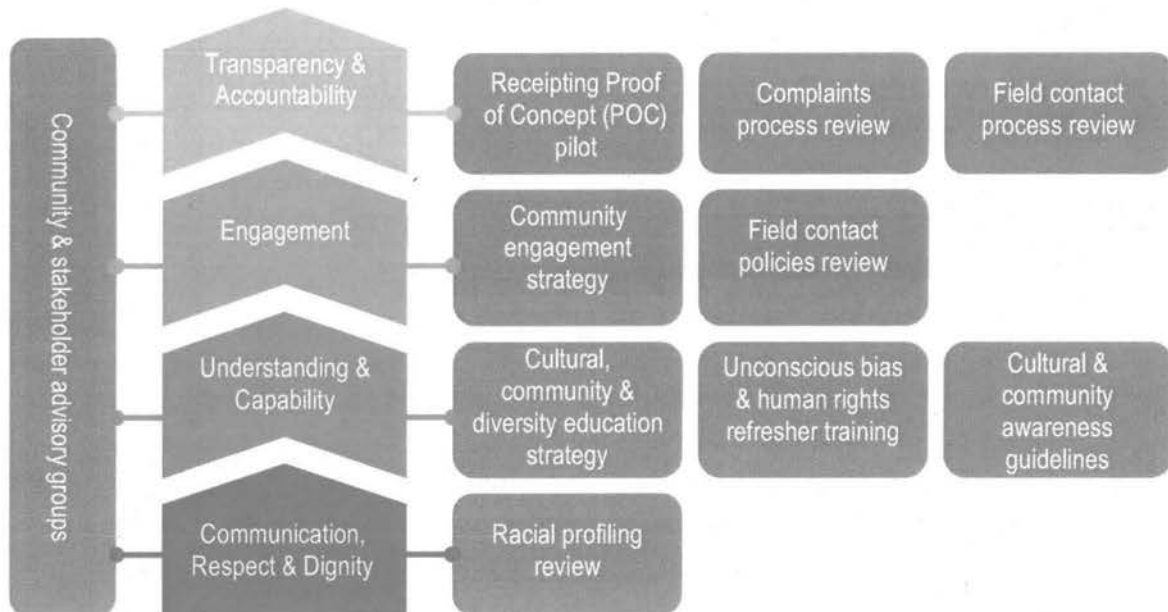 Community & stakeholder advisory groups
Transparency &
Accountability
Receipting Proof
of Concept (POC)
pilot
Complaints
process review
Field contact
process review
Engagement
Community
engagement
strategy
Field contact
policies review
Understanding &
Capability
Cultural,
community &
diversity education
strategy
Unconscious bias
& human rights
refresher training
Cultural &
community
awareness
guidelines
Communication,
Respect & Dignity
Racial profiling
review